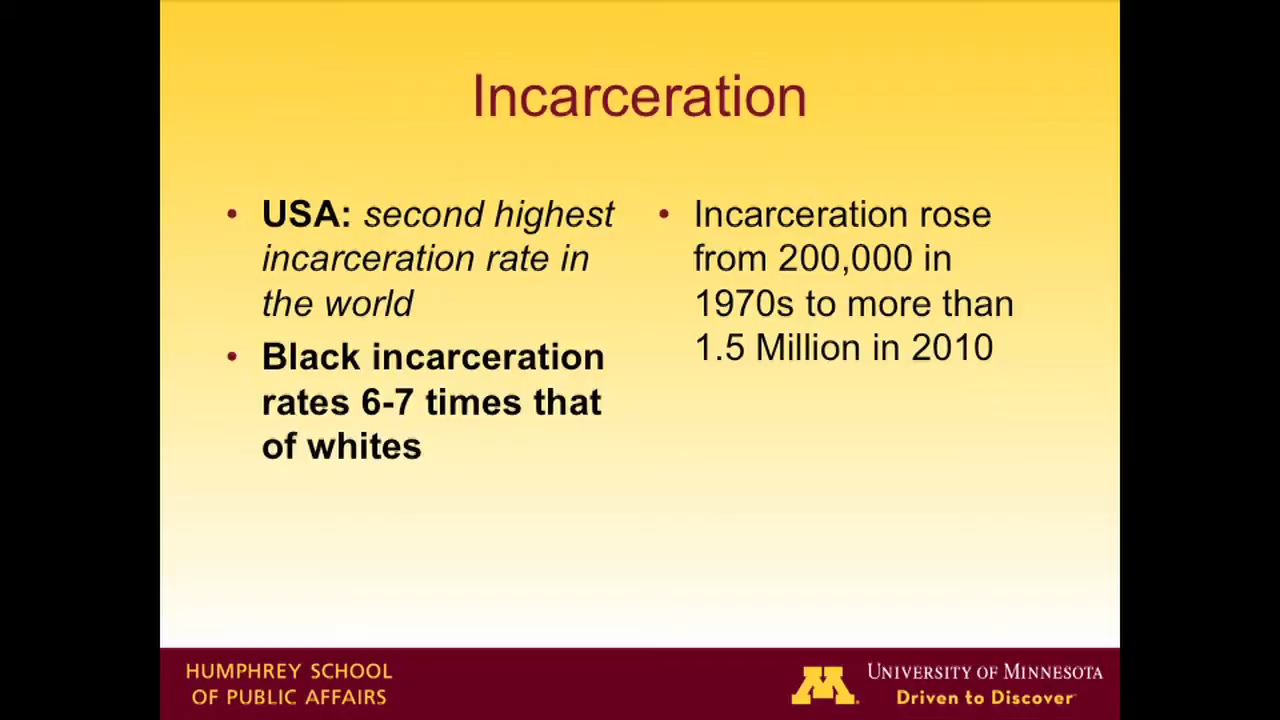 Incarceration
• USA: second highest
incarceration rate in
the world
• Black incarceration
rates 6-7 times that
of whites
• Incarceration rose
from 200,000 in
1970s to more than
1.5 Million in 2010
HUMPHREY SCHOOL
OF PUBLIC AFFAIRS
M
UNIVERSITY OF MINNESOTA
Driven to Discover